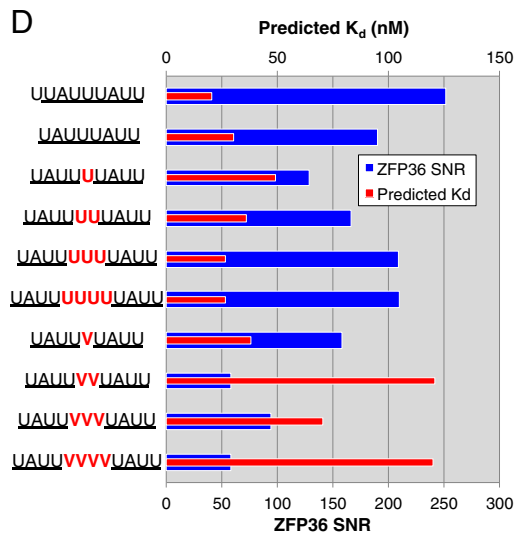 D
Predicted Kd (nM)
0 50 100 150
UUAUUUAUU
UAUUUAUU
UAUUUUAUU
UAUUUUUAUU
UAUUUUUUAUU
UAUUUUUUUAUU
UAUUVUAUU
UAUUVVUAUU
UAUUVVVUAUU
UAUUVVVVUAUU
ZFP36 SNR
Predicted Kd
0 50 100 150 200 250 300
ZFP36 SNR